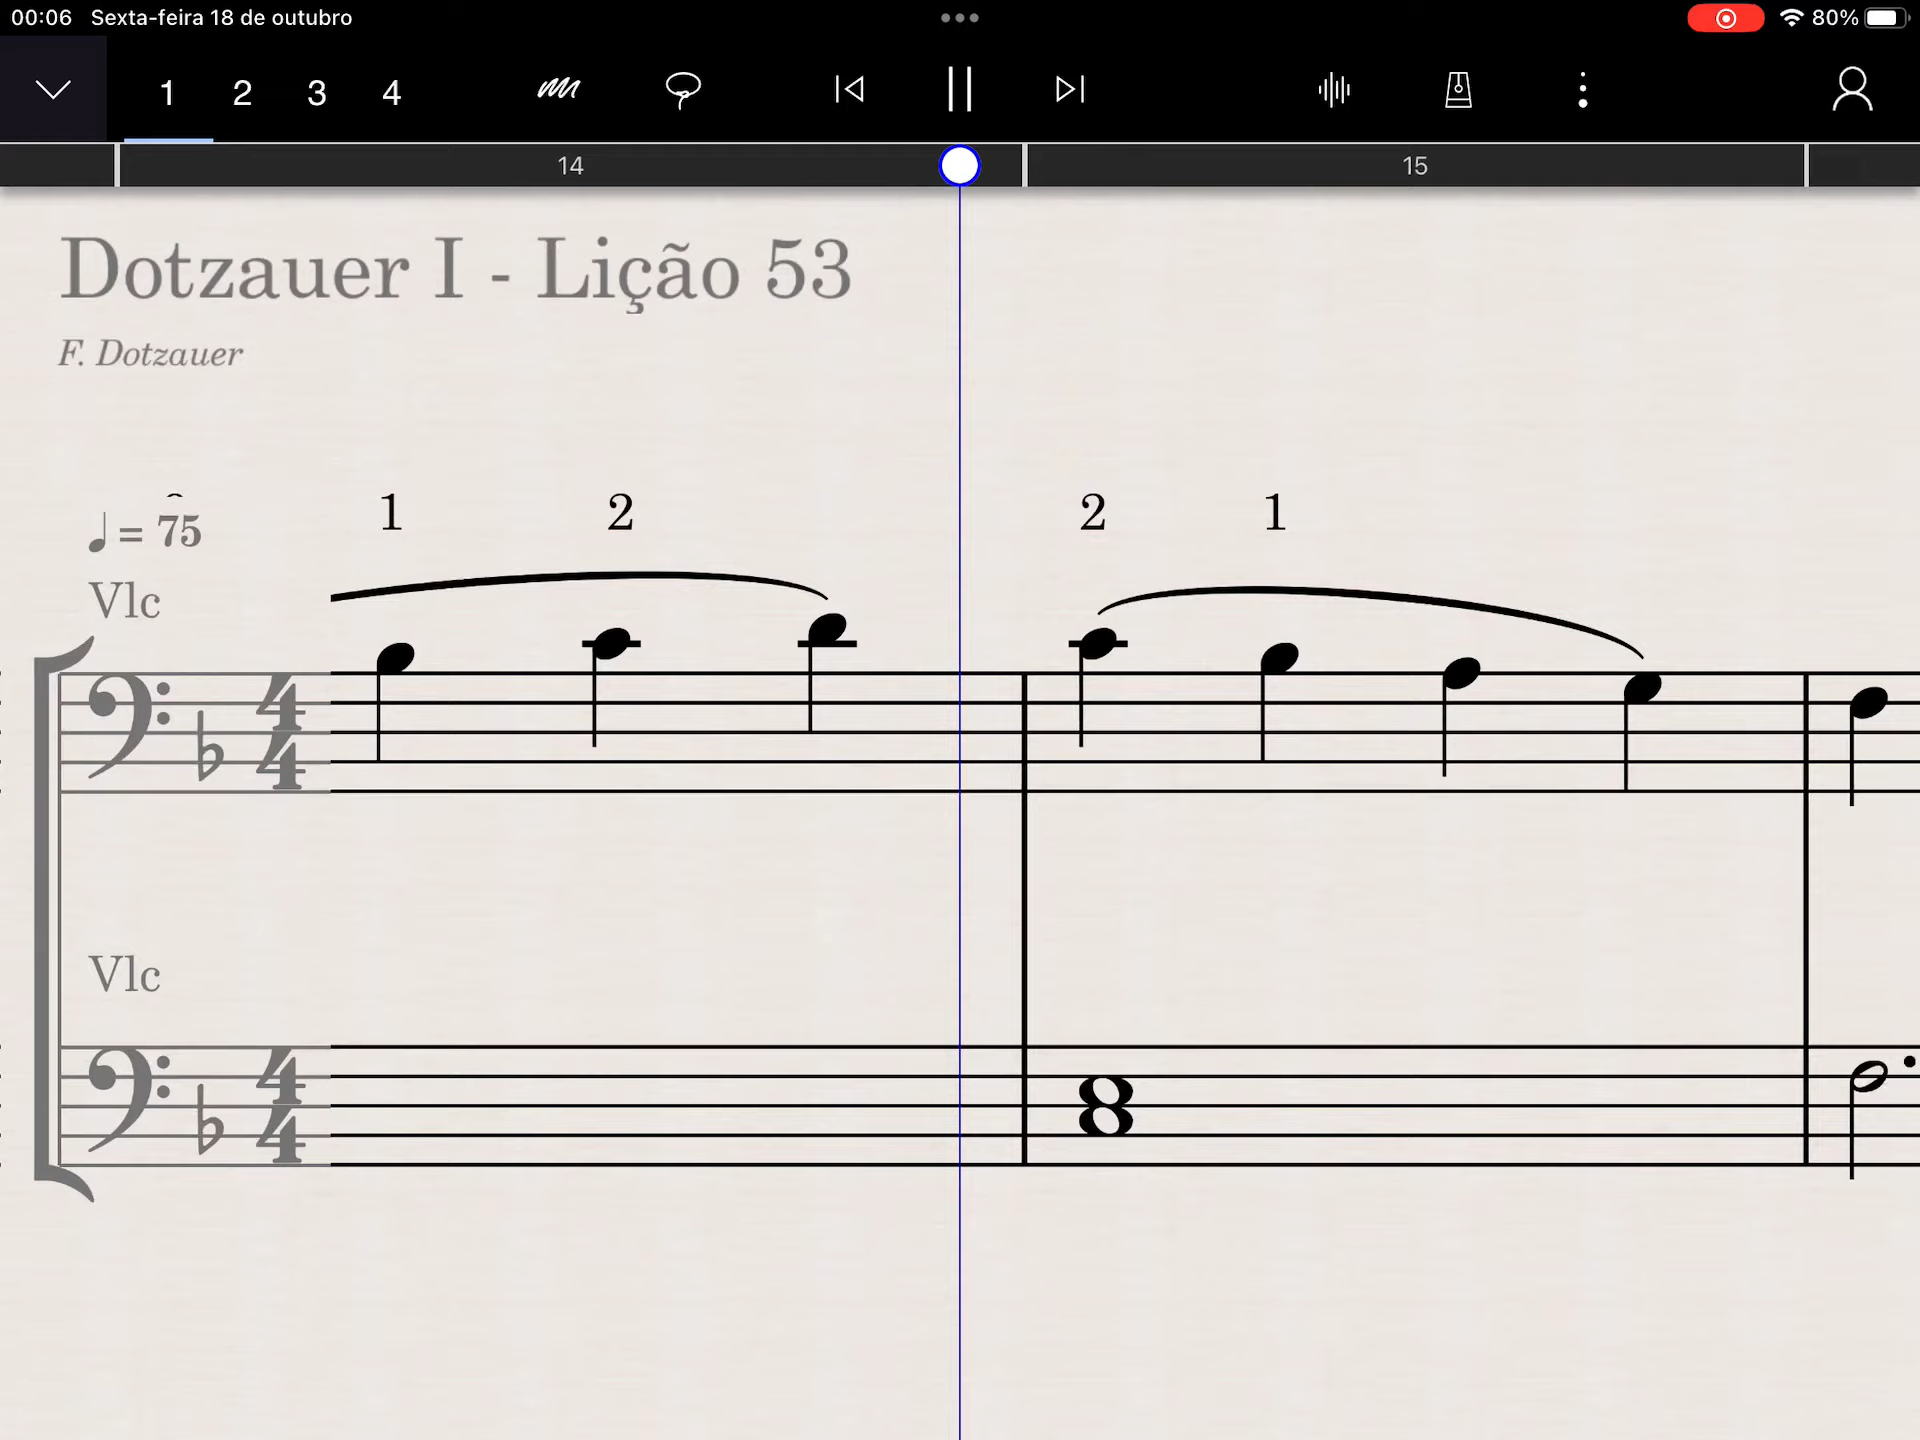 00:06 Sexta-feira 18 de outubro 80%
1 2 3 4
14 15
Dotzauer I - Lição 53
F. Dotzauer
1 2 2 1
♩ = 75
Vlc
Vlc